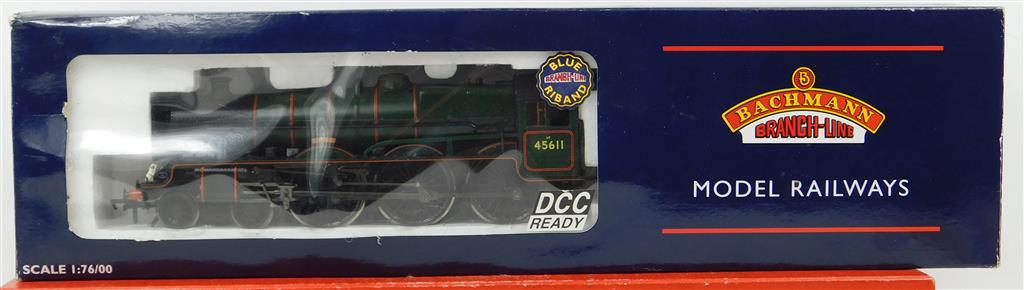 BLUE
BRANCH-LINE
RIBAND
45611
DCC
READY
B
BACHMANN
BRANCH-LINE
MODEL RAILWAYS
SCALE 1:76/00